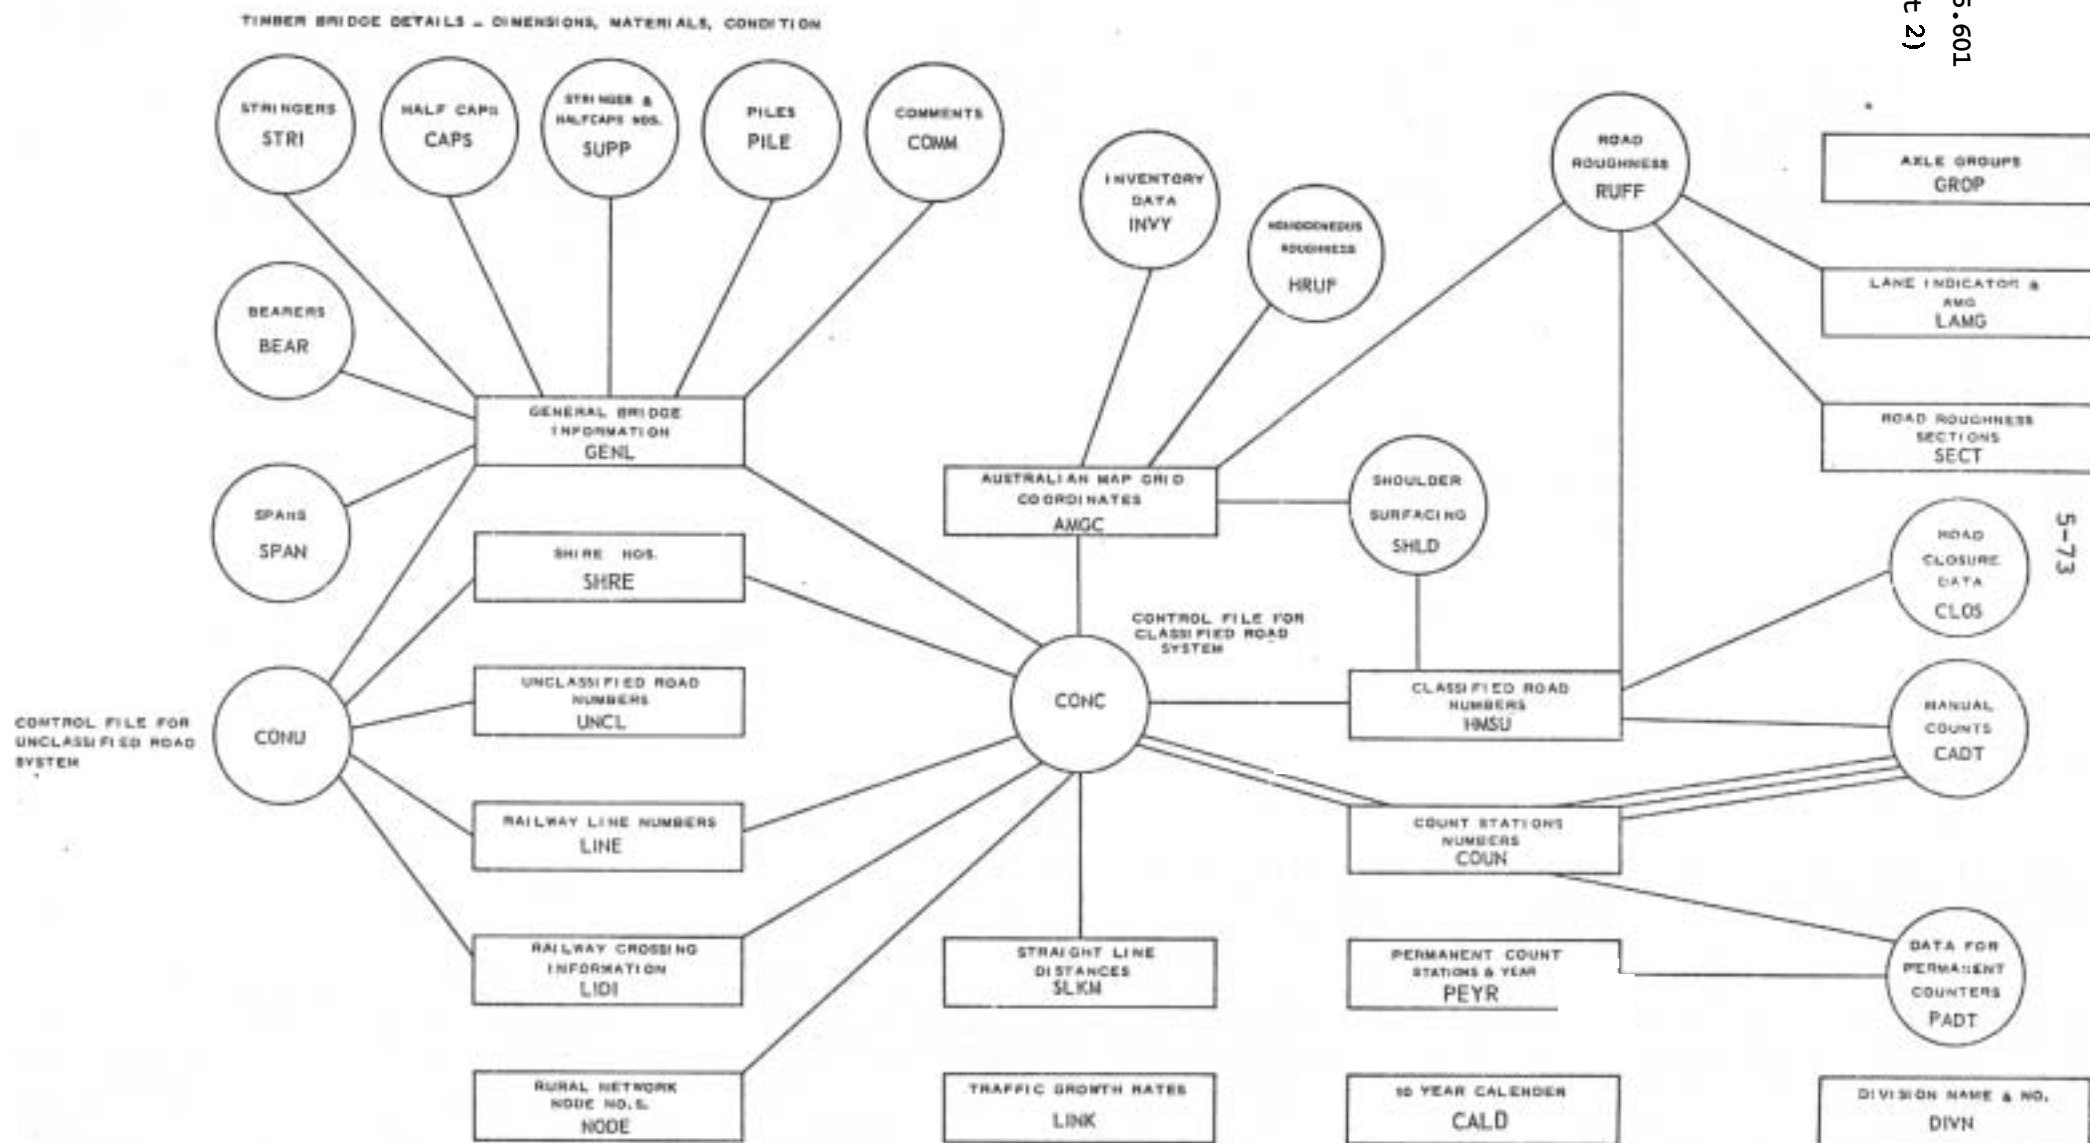 5.601
t 2)
TIMBER BRIDGE DETAILS - DIMENSIONS, MATERIALS, CONDITION
STRINGERS
STRI
HALF CAPS
CAPS
STRINGER &
HALFCAPS NOS.
SUPP
PILES
PILE
COMMENTS
COMM
INVENTORY
DATA
INVY
HOMOGENEOUS
ROUGHNESS
HRUF
ROAD
ROUGHNESS
RUFF
AXLE GROUPS
GROP
BEARERS
BEAR
LANE INDICATOR &
AMG
LAMG
GENERAL BRIDGE
INFORMATION
GENL
ROAD ROUGHNESS
SECTIONS
SECT
SPANS
SPAN
AUSTRALIAN MAP GRID
COORDINATES
AMGC
SHOULDER
SURFACING
SHLD
ROAD
CLOSURE
DATA
CLOS
5-73
SHIRE NOS.
SHRE
CONTROL FILE FOR
CLASSIFIED ROAD
SYSTEM
CONTROL FILE FOR
UNCLASSIFIED ROAD
SYSTEM
CONU
UNCLASSIFIED ROAD
NUMBERS
UNCL
CONC
CLASSIFIED ROAD
NUMBERS
HMSU
MANUAL
COUNTS
CADT
RAILWAY LINE NUMBERS
LINE
COUNT STATIONS
NUMBERS
COUN
RAILWAY CROSSING
INFORMATION
LIDI
STRAIGHT LINE
DISTANCES
SLKM
PERMANENT COUNT
STATIONS & YEAR
PEYR
DATA FOR
PERMANENT
COUNTERS
PADT
RURAL NETWORK
NODE NO.S.
NODE
TRAFFIC GROWTH RATES
LINK
YEAR CALENDER
CALD
DIVISION NAME & NO.
DIVN